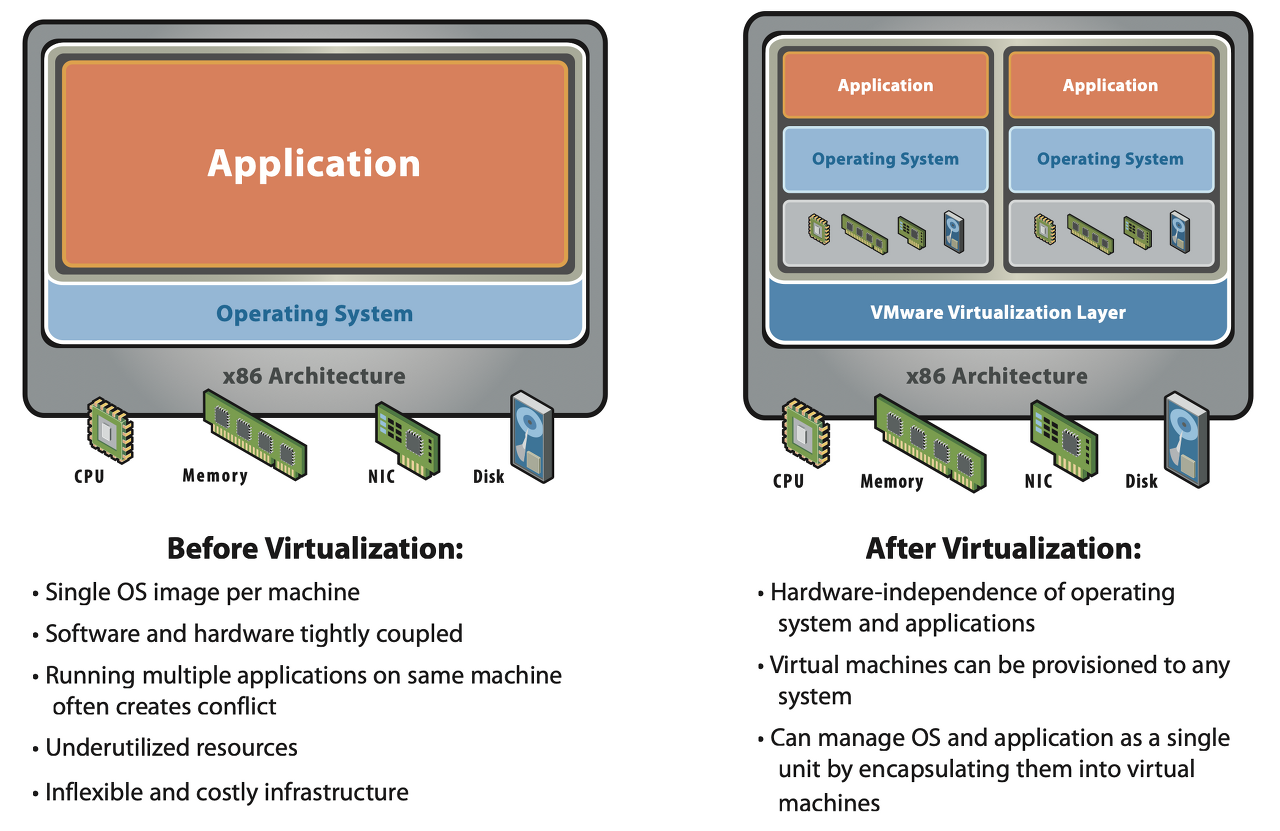 Application
Operating System
x86 Architecture
CPU
Memory
NIC
Disk
Before Virtualization:
• Single OS image per machine
• Software and hardware tightly coupled
• Running multiple applications on same machine
often creates conflict
• Underutilized resources
• Inflexible and costly infrastructure
Application
Application
Operating System
Operating System
VMware Virtualization Layer
x86 Architecture
CPU
Memory
NIC
Disk
After Virtualization:
• Hardware-independence of operating
system and applications
• Virtual machines can be provisioned to any
system
• Can manage OS and application as a single
unit by encapsulating them into virtual
machines